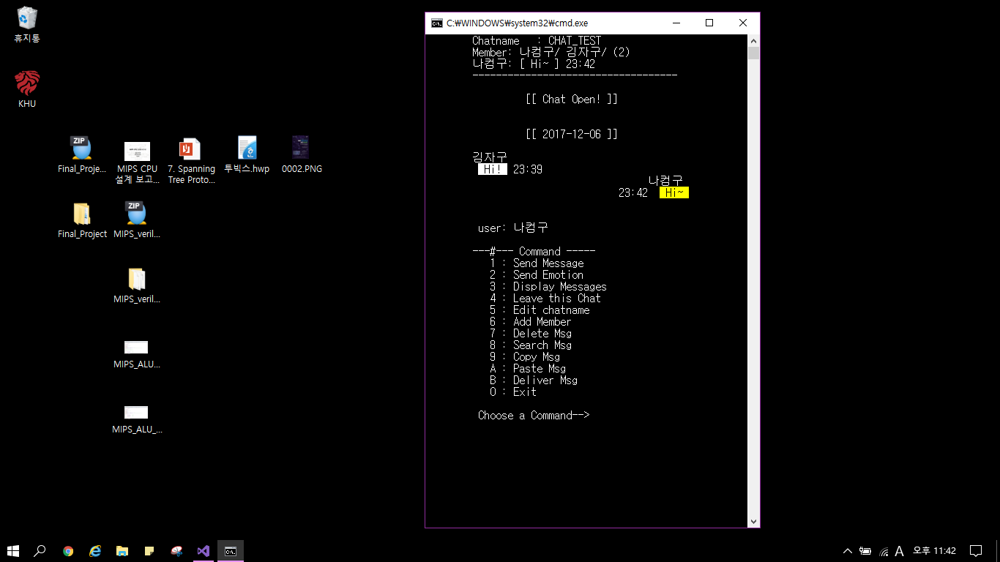 휴지통
KHU
Final_Proje...
MIPS CPU
설계 보고...
7. Spanning
Tree Proto...
투빅스.hwp
0002.PNG
Final_Project
MIPS_veril...
MIPS_veril...
MIPS_ALU...
MIPS_ALU_...
C:₩WINDOWS₩system32₩cmd.exe
Chatname : CHAT_TEST
Member: 나컴구/ 김자구/ (2)
나컴구: [ Hi~ ] 23:42
-----------------------------------
[[ Chat Open! ]]
[[ 2017-12-06 ]]
김자구
Hi! 23:39
나컴구
23:42 Hi~
user: 나컴구
---#--- Command -----
1 : Send Message
2 : Send Emotion
3 : Display Messages
4 : Leave this Chat
5 : Edit chatname
6 : Add Member
7 : Delete Msg
8 : Search Msg
9 : Copy Msg
A : Paste Msg
B : Deliver Msg
0 : Exit
Choose a Command-->
A 오후 11:42